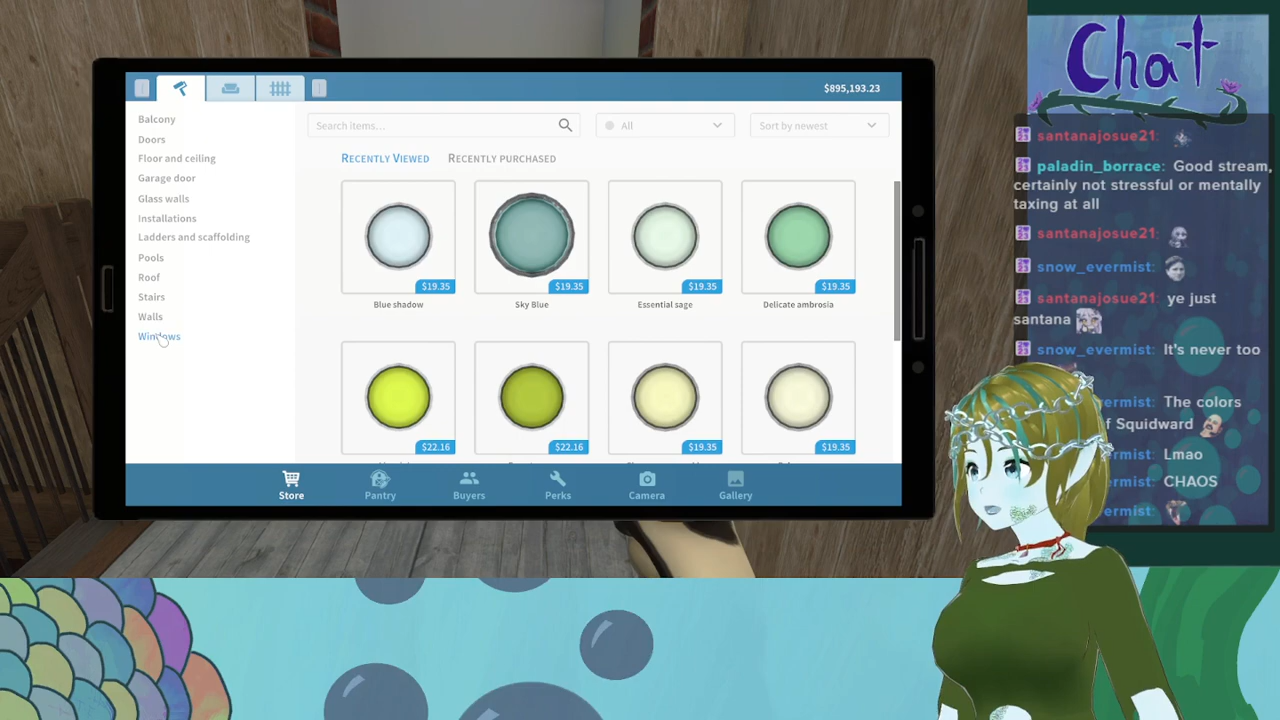 $895,193.23
Balcony
Doors
Floor and ceiling
Garage door
Glass walls
Installations
Ladders and scaffolding
Pools
Roof
Stairs
Walls
Windows
Search items...
All
Sort by newest
RECENTLY VIEWED
RECENTLY PURCHASED
$19.35
$19.35
$19.35
$19.35
Blue shadow
Sky Blue
Essential sage
Delicate ambrosia
$22.16
$22.16
$19.35
$19.35
Store
Pantry
Buyers
Perks
Camera
Gallery
Chat
santanajosue21:
paladin_borrace: Good stream,
certainly not stressful or mentally
taxing at all
santanajosue21:
snow_evermist:
santanajosue21: ye just
santana
snow_evermist: It's never too
ermist: The colors
f Squidward
ermist: Lmao
ermist: CHAOS
ermist: